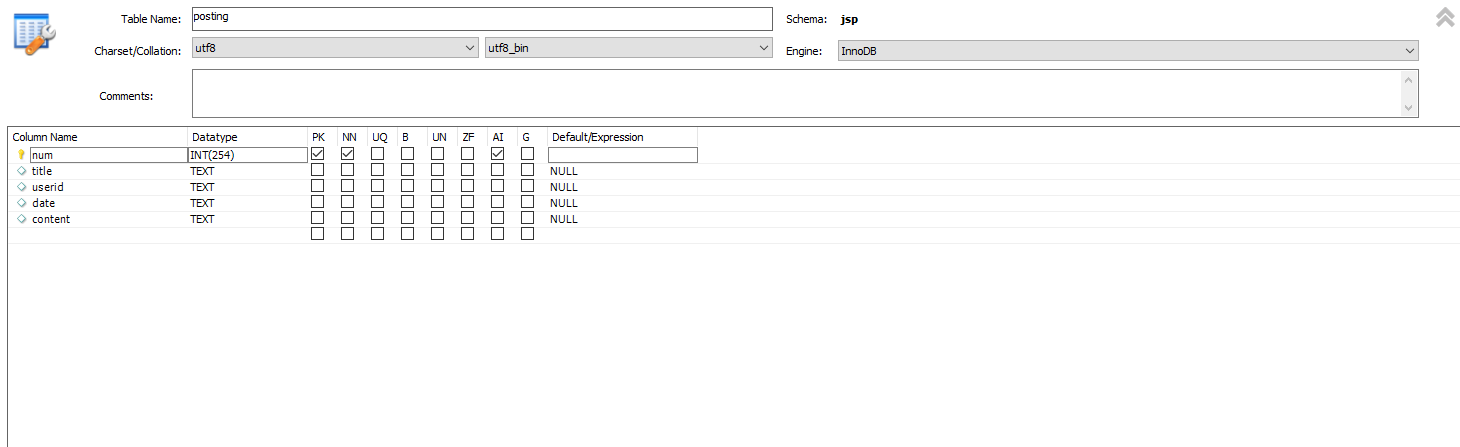 Table Name: posting Schema: jsp
Charset/Collation: utf8 utf8_bin Engine: InnoDB
Comments:
Column Name Datatype PK NN UQ B UN ZF AI G Default/Expression
num INT(254)
title TEXT NULL
userid TEXT NULL
date TEXT NULL
content TEXT NULL